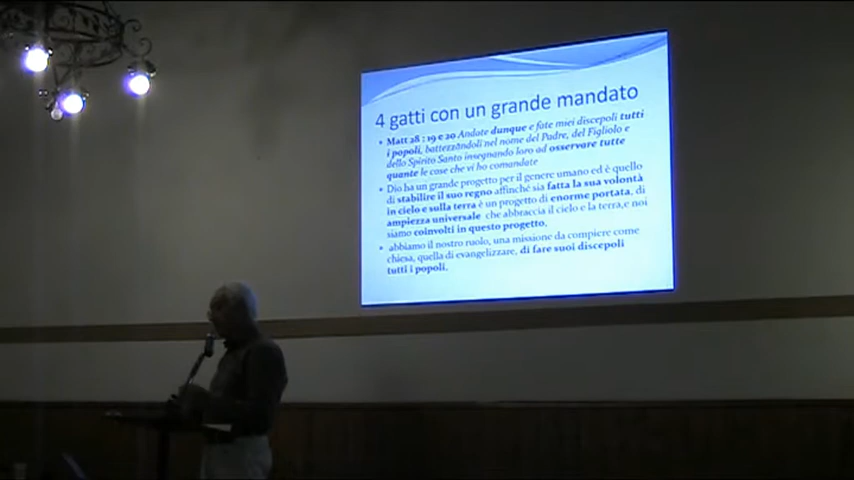 4 gatti con un grande mandato
• Matt 28 : 19 e 20 Andate dunque e fate miei discepoli tutti
i popoli, battezzandoli nel nome del Padre, del Figliolo e
dello Spirito Santo insegnando loro ad osservare tutte
quante le cose che vi ho comandate
• Dio ha un grande progetto per il genere umano ed è quello
di stabilire il suo regno affinché sia fatta la sua volontà
in cielo e sulla terra è un progetto di enorme portata, di
ampiezza universale che abbraccia il cielo e la terra,e noi
siamo coinvolti in questo progetto.
• abbiamo il nostro ruolo, una missione da compiere come
chiesa, quella di evangelizzare, di fare suoi discepoli
tutti i popoli.